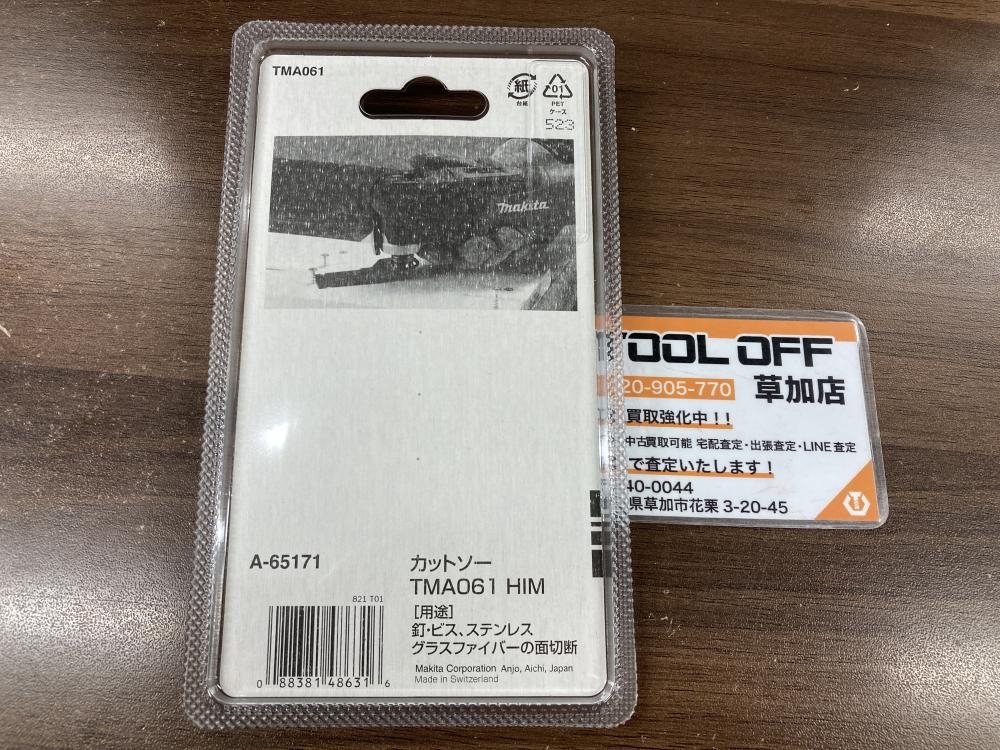 TMA061
紙
台紙
01
PET
ケース
523
makita
TOOL OFF
20-905-770
草加店
買取強化中!!
中古買取可能 宅配査定・出張査定・LINE査定
で査定いたします!
40-0044
県草加市花栗 3-20-45
A-65171
カットソー
TMA061 HIM
[用途]
釘・ビス、ステンレス
グラスファイバーの面切断
Makita Corporation Anjo, Aichi, Japan
Made in Switzerland
821 T01
0 88381 48631 6